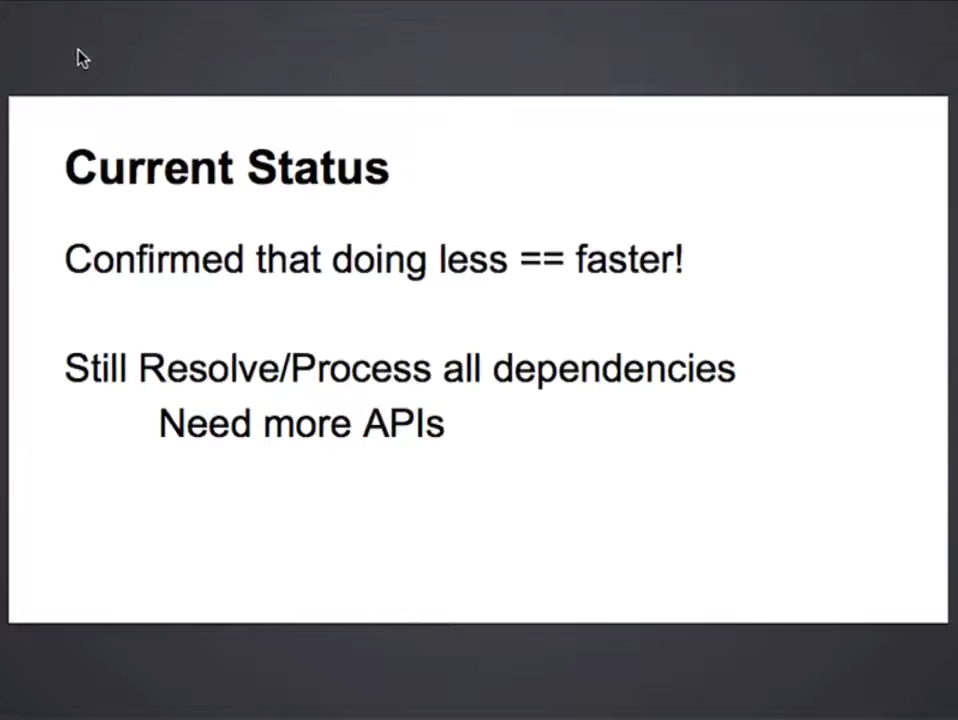 Current Status
Confirmed that doing less == faster!
Still Resolve/Process all dependencies
Need more APIs